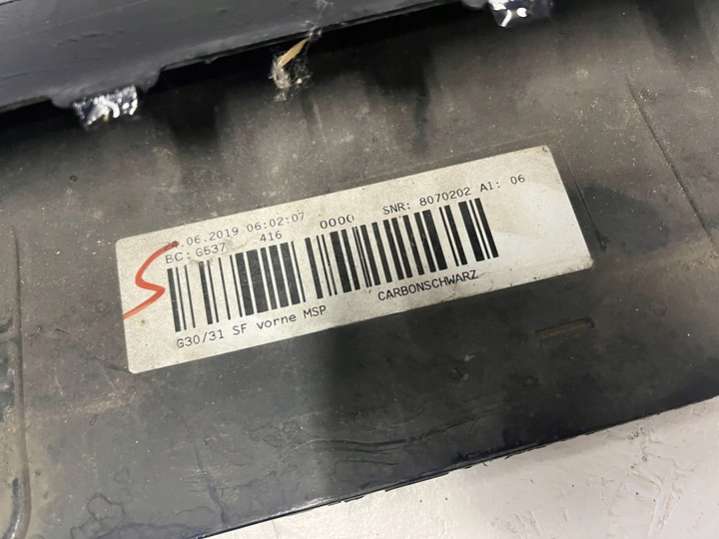 .06.2019 06:02:07
BC: G637 416 0000 SNR: 8070202 AI: 06
G30/31 SF vorne MSP CARBONSCHWARZ